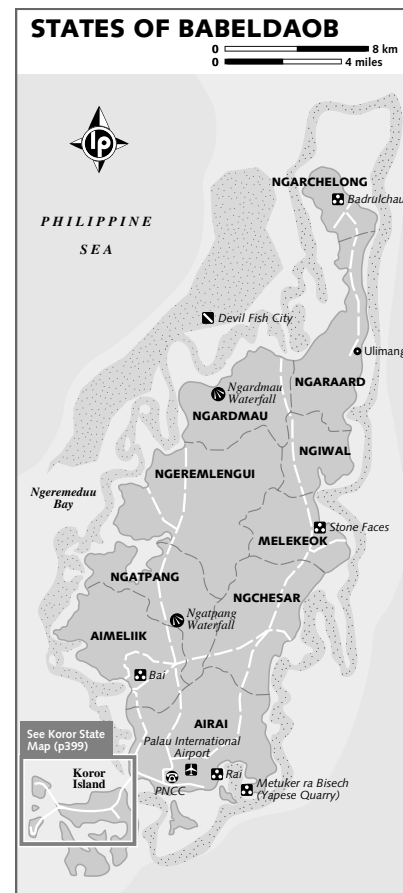 STATES OF BABELDAOB
0 8 km
0 4 miles
lp
NGARCHELONG
Badrulchau
PHILIPPINE
SEA
Devil Fish City
Ulimang
NGARAARD
Ngardmau
Waterfall
NGARDMAU
NGIWAL
NGEREMLENGUI
Ngeremeduu
Bay
Stone Faces
MELEKEOK
NGATPANG
NGCHESAR
Ngatpang
Waterfall
AIMELIIK
Bai
AIRAI
See Koror State
Map (p399)
Palau International
Airport
Koror
Island
Rai
PNCC
Metuker ra Bisech
(Yapese Quarry)